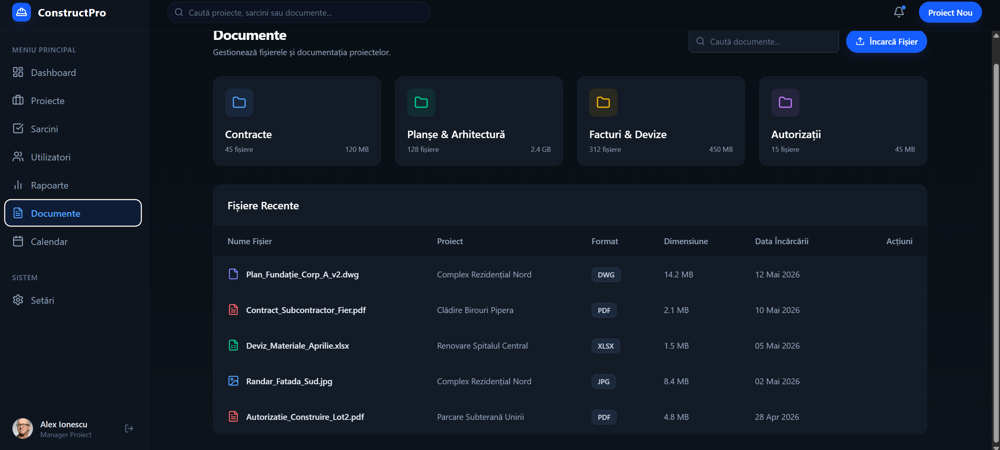 ConstructPro
Caută proiecte, sarcini sau documente...
Proiect Nou
MENIU PRINCIPAL
Dashboard
Proiecte
Sarcini
Utilizatori
Rapoarte
Documente
Calendar
SISTEM
Setări
Alex Ionescu
Manager Proiect
Documente
Gestionează fișierele și documentația proiectelor.
Caută documente...
Încarcă Fișier
Contracte
45 fișiere 120 MB
Planșe & Arhitectură
128 fișiere 2.4 GB
Facturi & Devize
312 fișiere 450 MB
Autorizații
15 fișiere 45 MB
Fișiere Recente
Nume Fișier Proiect Format Dimensiune Data Încărcării Acțiuni
Plan_Fundație_Corp_A_v2.dwg Complex Rezidențial Nord DWG 14.2 MB 12 Mai 2026
Contract_Subcontractor_Fier.pdf Clădire Birouri Pipera PDF 2.1 MB 10 Mai 2026
Deviz_Materiale_Aprilie.xlsx Renovare Spitalul Central XLSX 1.5 MB 05 Mai 2026
Randar_Fatada_Sud.jpg Complex Rezidențial Nord JPG 8.4 MB 02 Mai 2026
Autorizatie_Construire_Lot2.pdf Parcare Subterană Unirii PDF 4.8 MB 28 Apr 2026